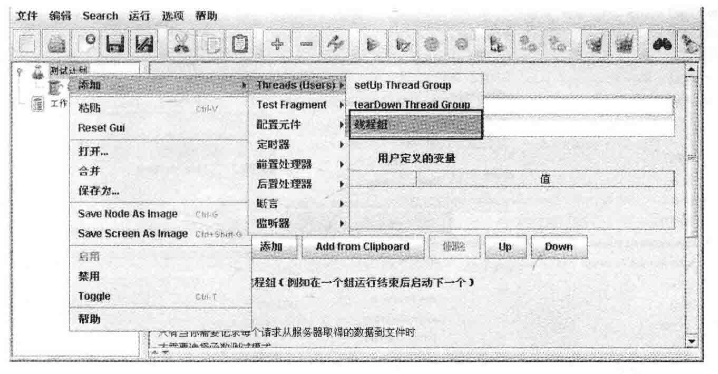 文件 编辑 Search 运行 选项 帮助
测试计划
工作
添加
粘贴 Ctrl-V
Reset Gui
打开...
合并
保存为...
Save Node As Image Ctrl-G
Save Screen As Image Ctrl+Shift-G
启用
禁用
Toggle Ctrl-T
帮助
Threads (Users)
Test Fragment
配置元件
定时器
前置处理器
后置处理器
断言
监听器
setUp Thread Group
tearDown Thread Group
线程组
用户定义的变量
值
添加 Add from Clipboard 删除 Up Down
程组（例如在一个组运行结束后启动下一个）
只有当你需要记录每个请求从服务器取得的数据到文件时